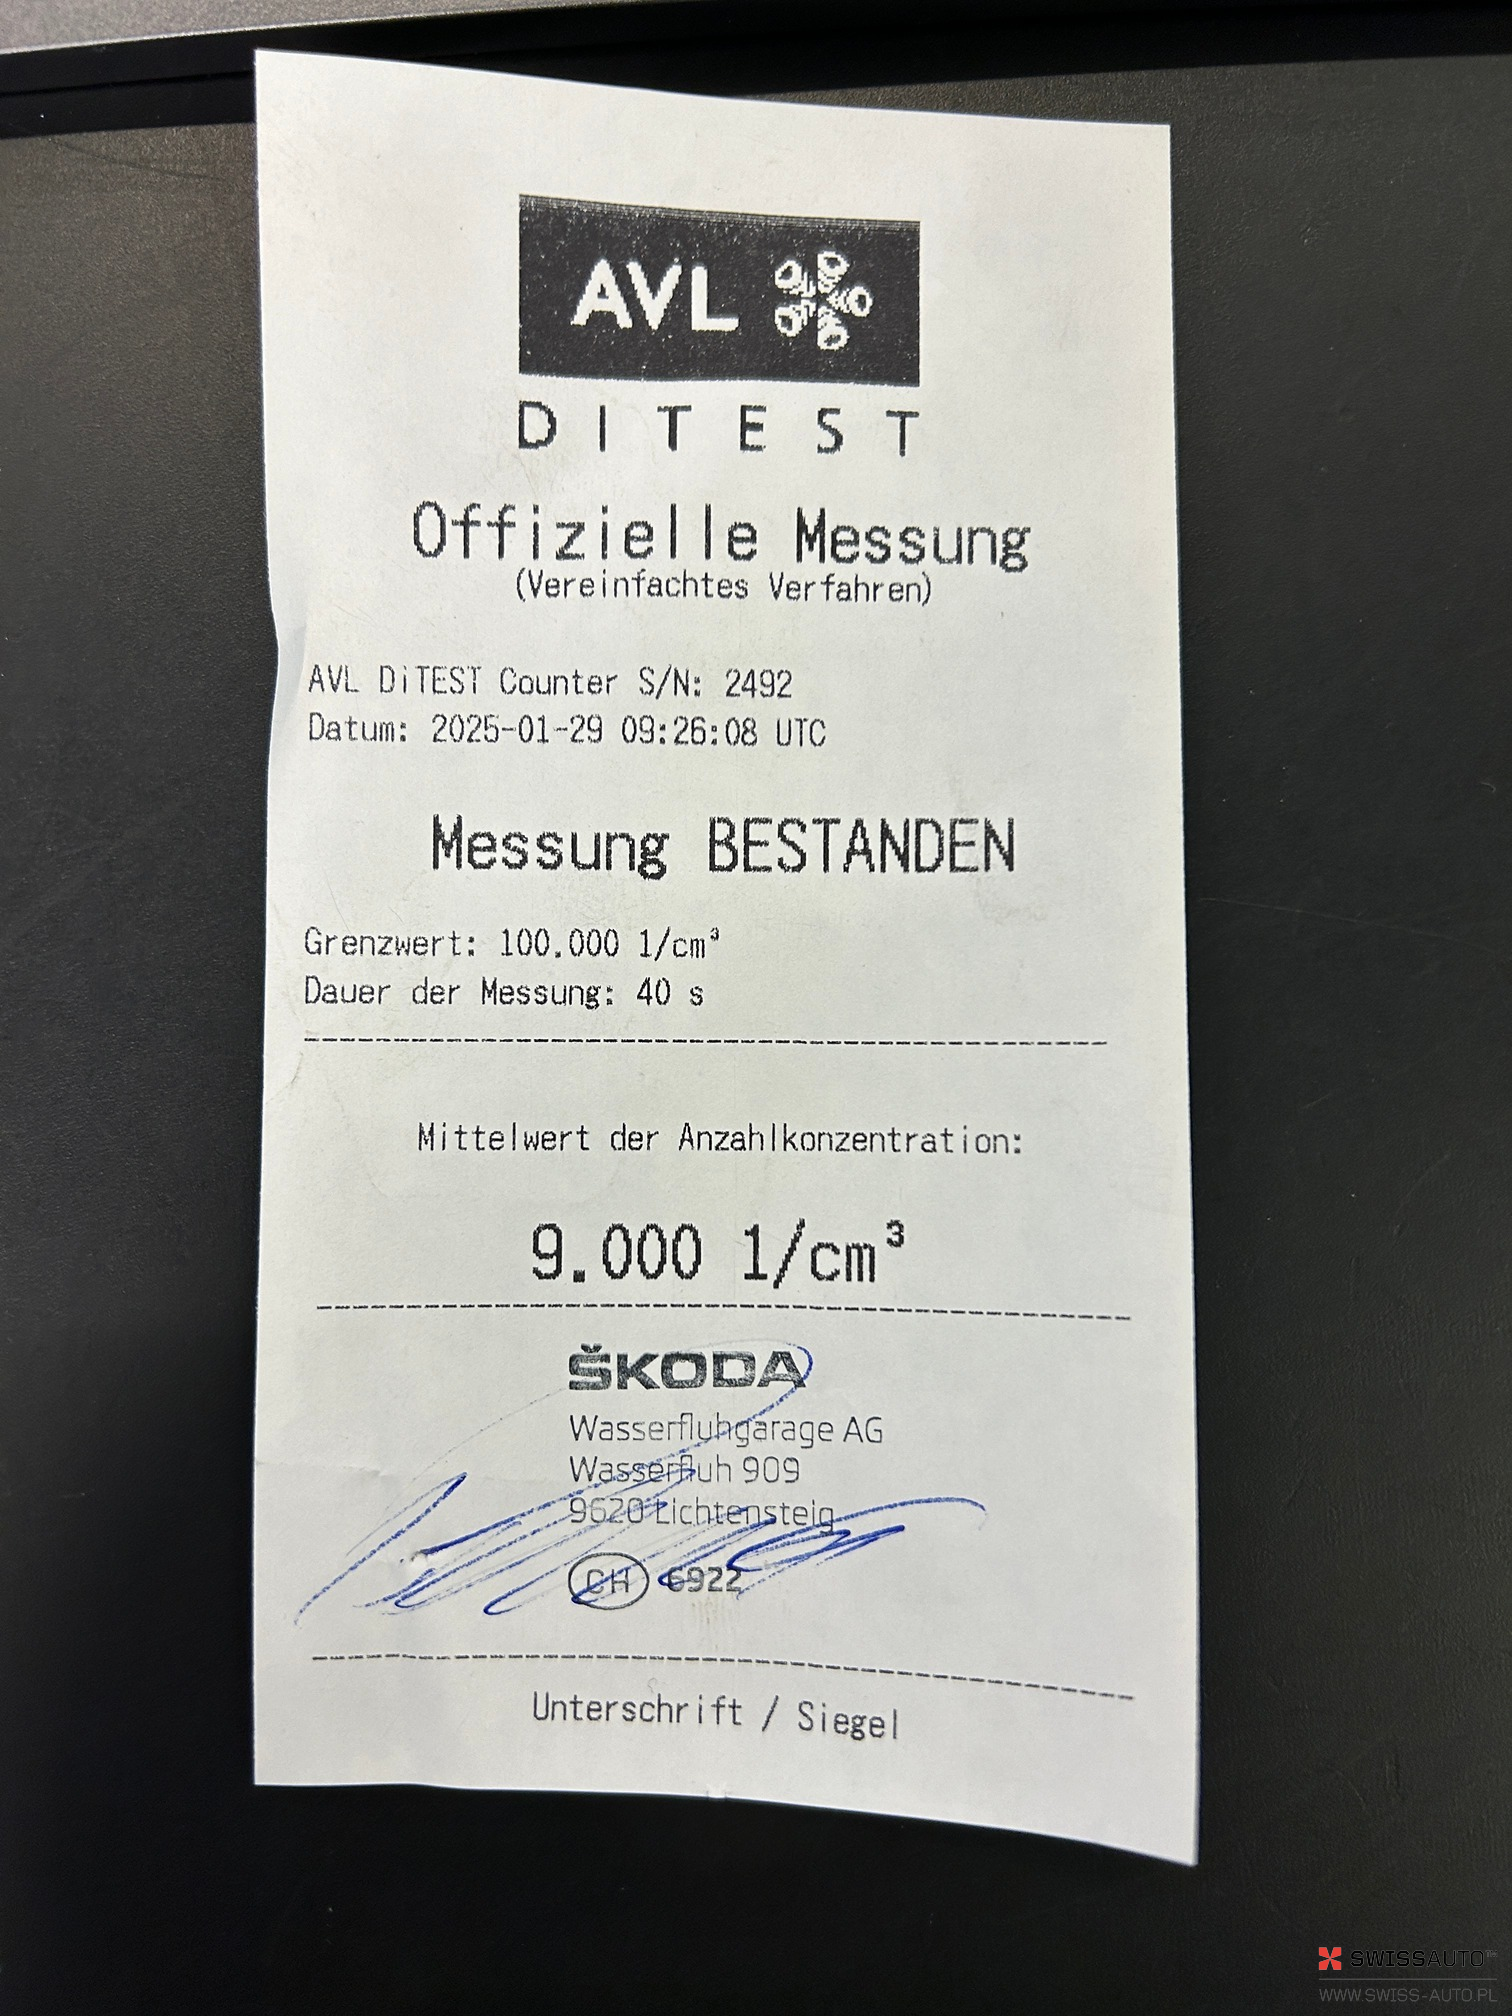 AVL
DITEST
Offizielle Messung
(Vereinfachtes Verfahren)
AVL DiTEST Counter S/N: 2492
Datum: 2025-01-29 09:26:08 UTC
Messung BESTANDEN
Grenzwert: 100.000 1/cm³
Dauer der Messung: 40 s
Mittelwert der Anzahlkonzentration:
9.000 1/cm³
ŠKODA
Wasserfluhgarage AG
Wasserfluh 909
9620 Lichtensteig
CH 6922
Unterschrift / Siegel
SWISSAUTO
WWW.SWISS-AUTO.PL